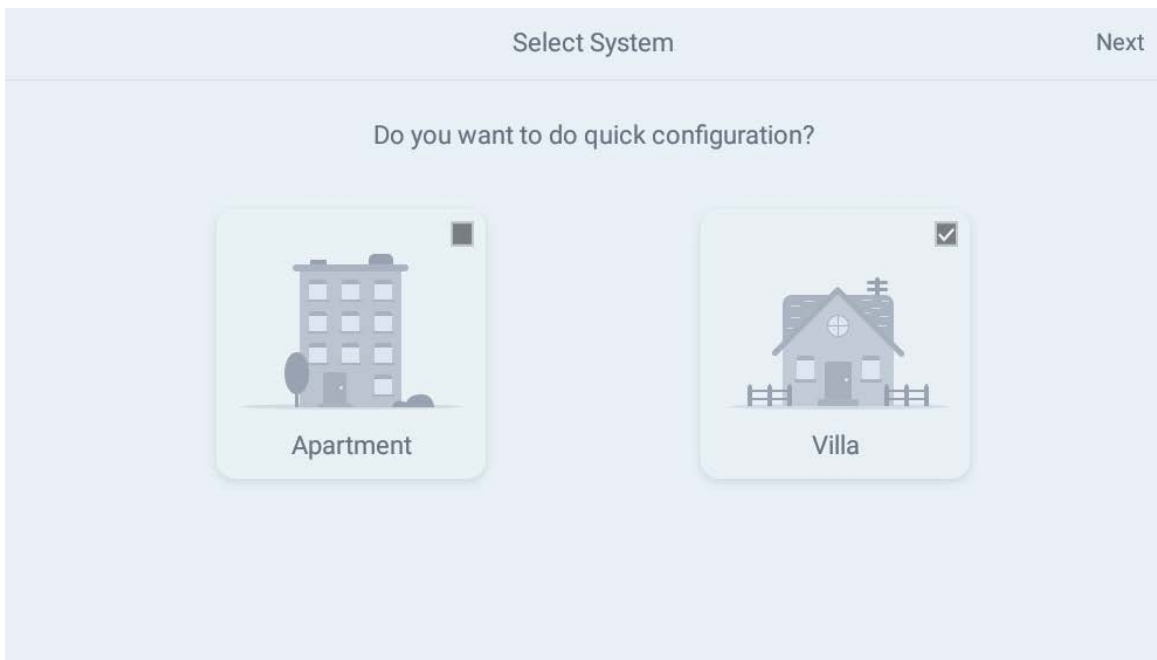 Select System
Next
Do you want to do quick configuration?
Apartment
Villa